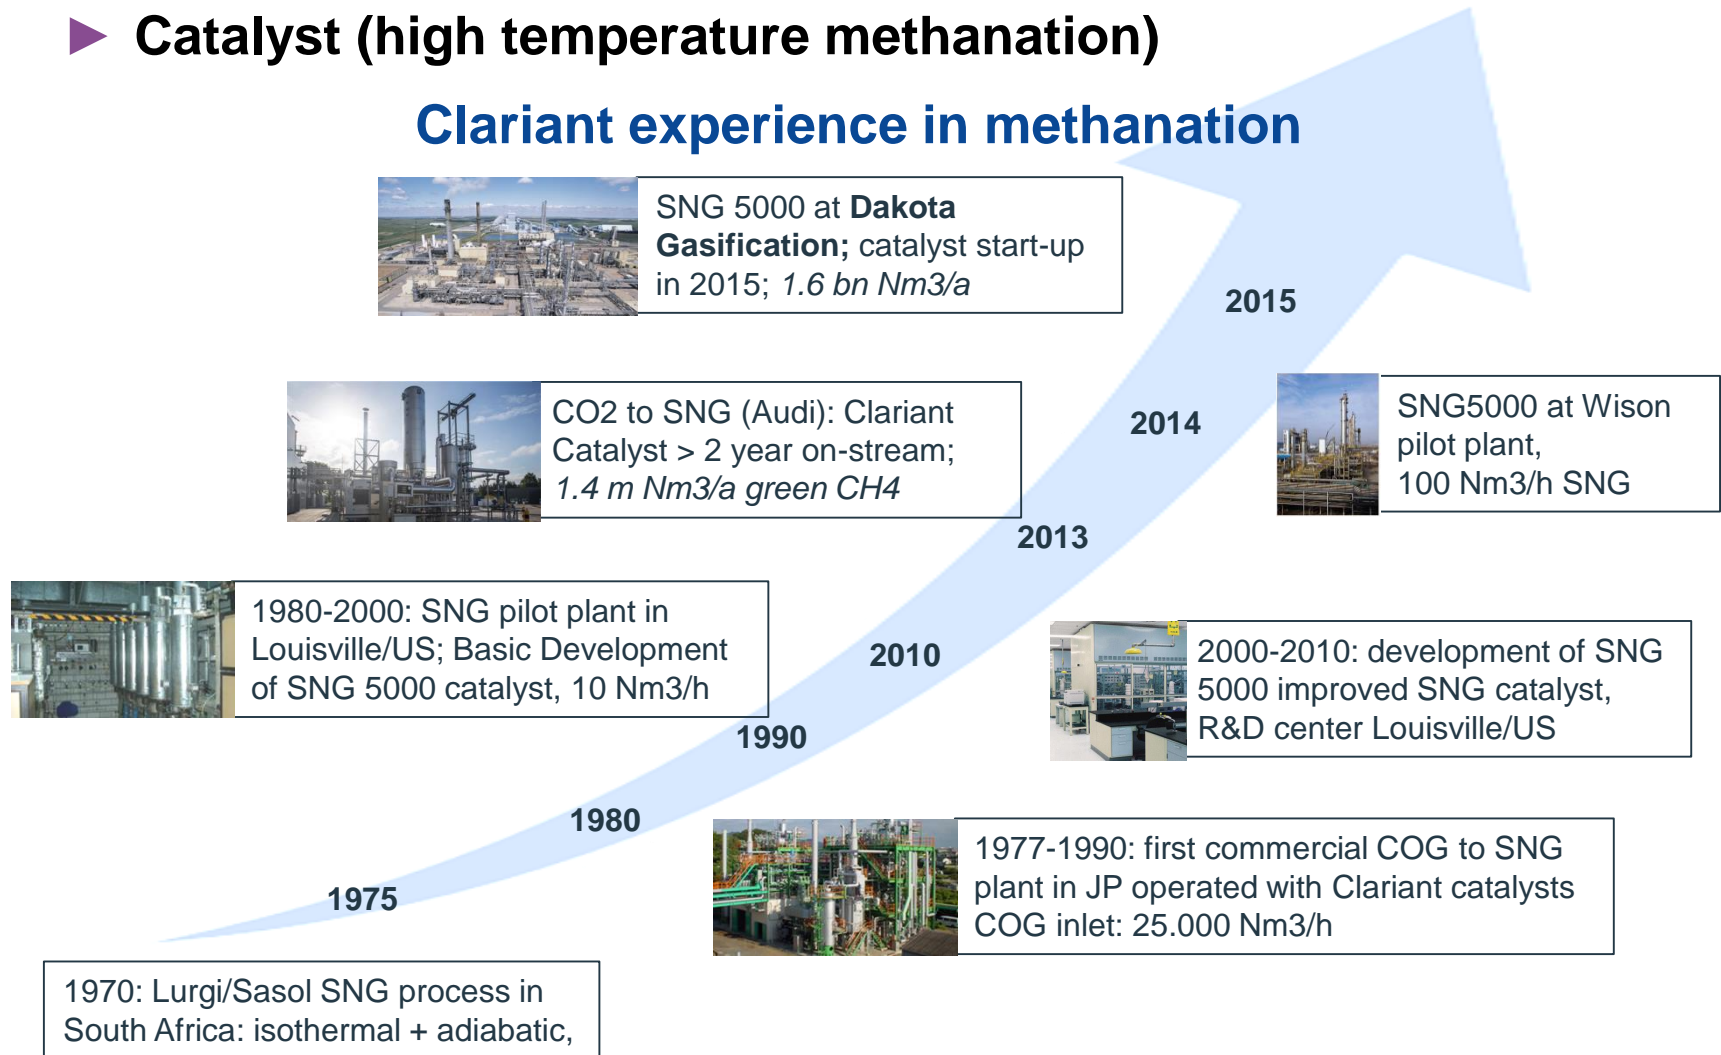 Catalyst (high temperature methanation)
Clariant experience in methanation
SNG 5000 at Dakota
Gasification; catalyst start-up
in 2015; 1.6 bn Nm3/a
2015
CO2 to SNG (Audi): Clariant
Catalyst > 2 year on-stream;
1.4 m Nm3/a green CH4
2014
SNG5000 at Wison
pilot plant,
100 Nm3/h SNG
2013
1980-2000: SNG pilot plant in
Louisville/US; Basic Development
of SNG 5000 catalyst, 10 Nm3/h
2010
2000-2010: development of SNG
5000 improved SNG catalyst,
R&D center Louisville/US
1990
1980
1977-1990: first commercial COG to SNG
plant in JP operated with Clariant catalysts
COG inlet: 25.000 Nm3/h
1975
1970: Lurgi/Sasol SNG process in
South Africa: isothermal + adiabatic,